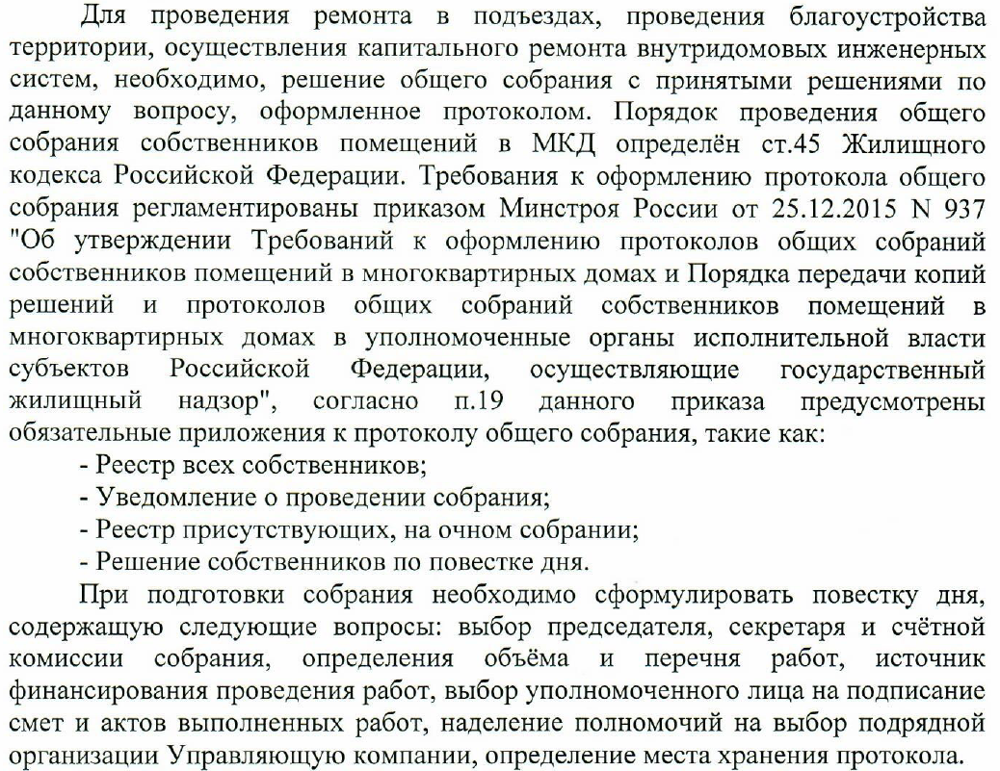 Для проведения ремонта в подъездах, проведения благоустройства
территории, осуществления капитального ремонта внутридомовых инженерных
систем, необходимо, решение общего собрания с принятыми решениями по
данному вопросу, оформленное протоколом. Порядок проведения общего
собрания собственников помещений в МКД определён ст.45 Жилищного
кодекса Российской Федерации. Требования к оформлению протокола общего
собрания регламентированы приказом Минстроя России от 25.12.2015 N 937
"Об утверждении Требований к оформлению протоколов общих собраний
собственников помещений в многоквартирных домах и Порядка передачи копий
решений и протоколов общих собраний собственников помещений в
многоквартирных домах в уполномоченные органы исполнительной власти
субъектов Российской Федерации, осуществляющие государственный
жилищный надзор", согласно п.19 данного приказа предусмотрены
обязательные приложения к протоколу общего собрания, такие как:
- Реестр всех собственников;
- Уведомление о проведении собрания;
- Реестр присутствующих, на очном собрании;
- Решение собственников по повестке дня.
При подготовки собрания необходимо сформулировать повестку дня,
содержащую следующие вопросы: выбор председателя, секретаря и счётной
комиссии собрания, определения объёма и перечня работ, источник
финансирования проведения работ, выбор уполномоченного лица на подписание
смет и актов выполненных работ, наделение полномочий на выбор подрядной
организации Управляющую компании, определение места хранения протокола.